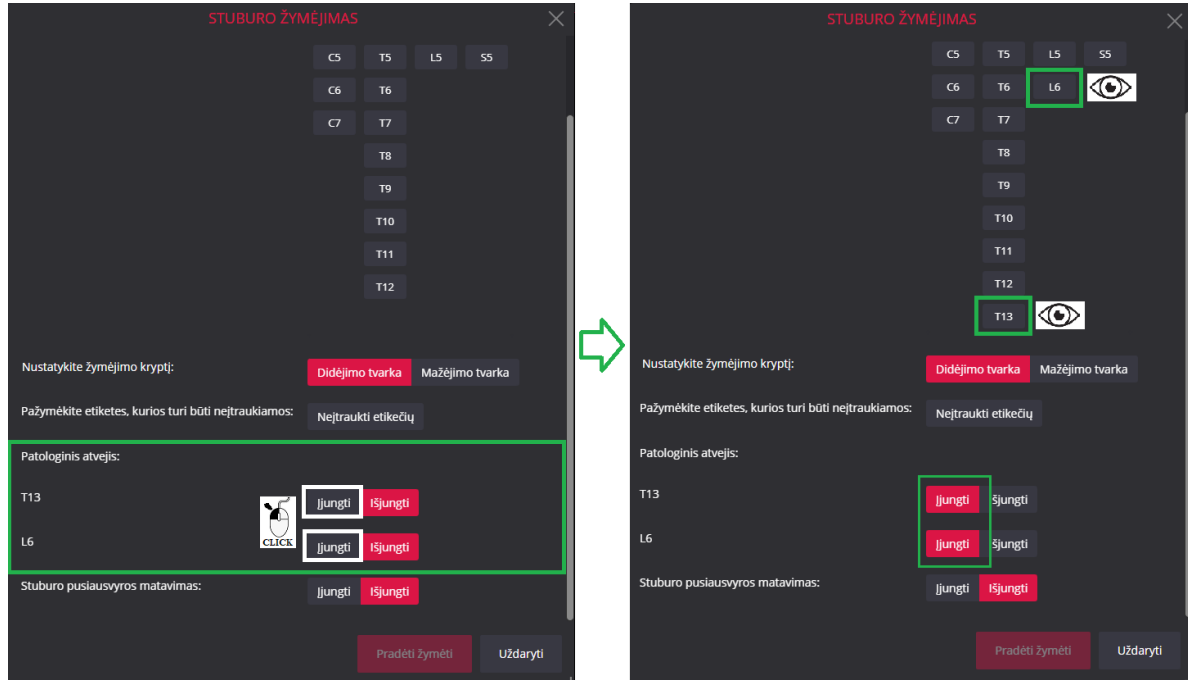 STUBURO ŽYMĖJIMAS
C5 T5 L5 S5
C6 T6
C7 T7
T8
T9
T10
T11
T12
Nustatykite žymėjimo kryptį:
Didėjimo tvarka Mažėjimo tvarka
Pažymėkite etiketes, kurios turi būti neįtraukiamos:
Neįtraukti etikečių
Patologinis atvejis:
T13
Įjungti Išjungti
CLICK
L6
Įjungti Išjungti
Stuburo pusiausvyros matavimas:
Įjungti Išjungti
Pradėti žymėti Uždaryti
STUBURO ŽYMĖJIMAS
C5 T5 L5 S5
C6 T6 L6
C7 T7
T8
T9
T10
T11
T12
T13
Nustatykite žymėjimo kryptį:
Didėjimo tvarka Mažėjimo tvarka
Pažymėkite etiketes, kurios turi būti neįtraukiamos:
Neįtraukti etikečių
Patologinis atvejis:
T13
Įjungti šjungti
L6
Įjungti šjungti
Stuburo pusiausvyros matavimas:
Įjungti Išjungti
Pradėti žymėti Uždaryti